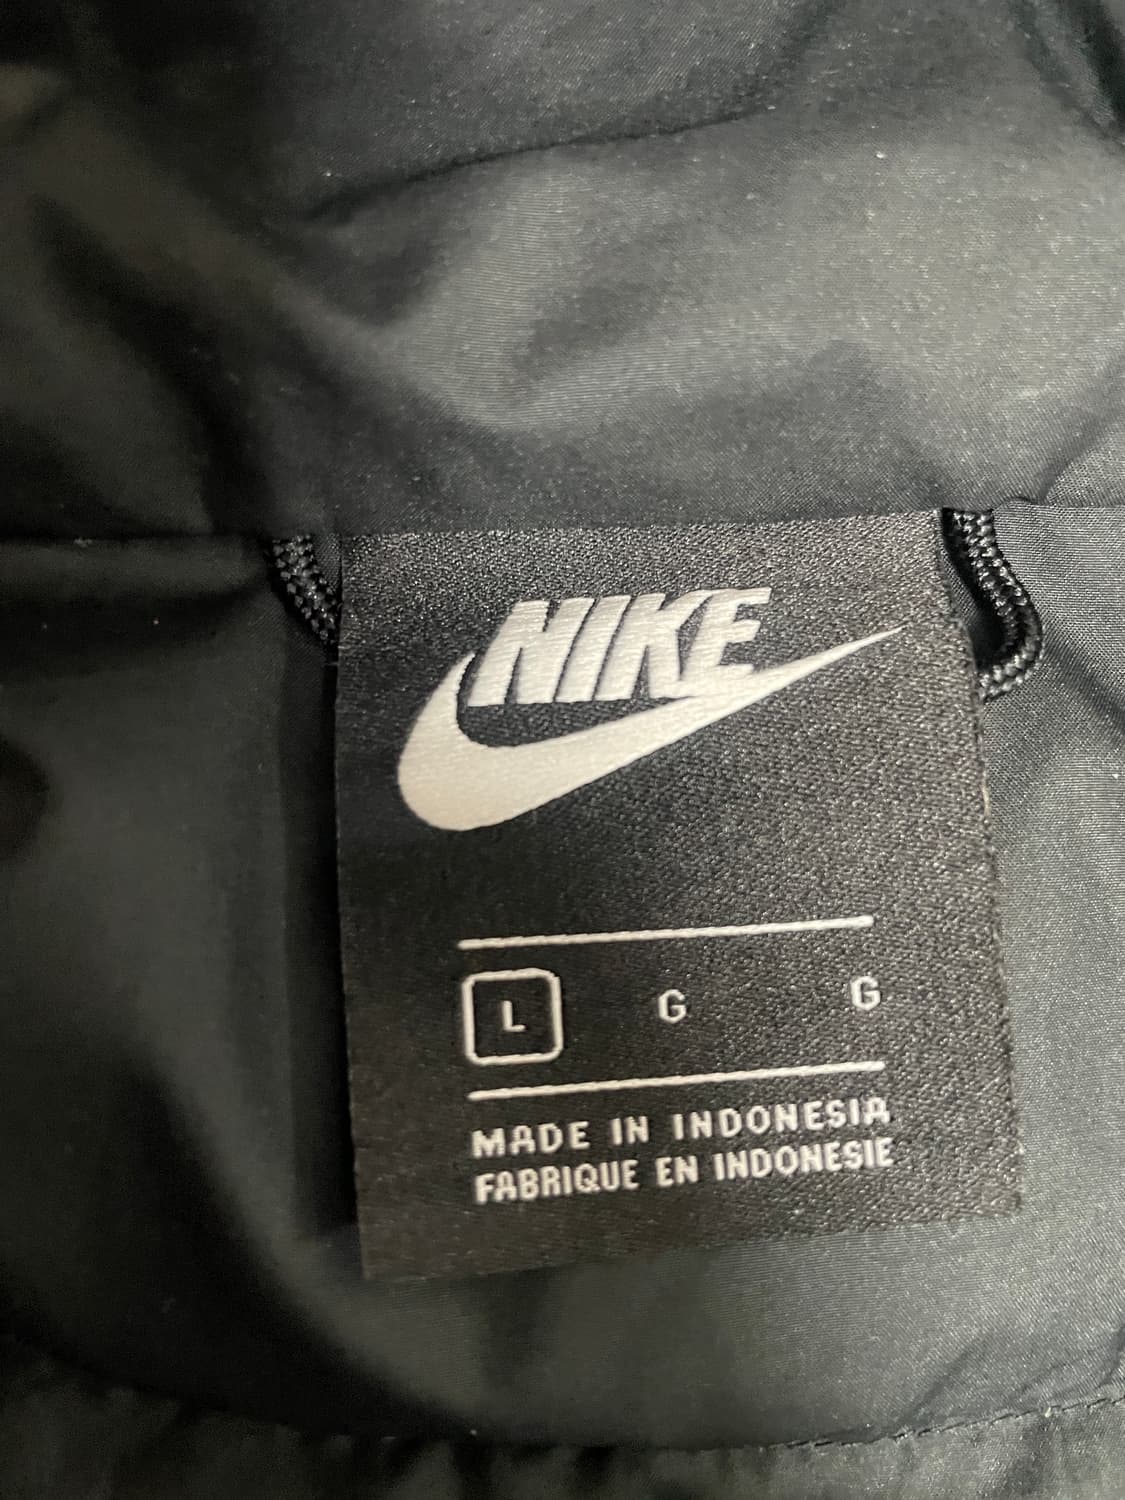 NIKE
L G G
MADE IN INDONESIA
FABRIQUE EN INDONESIE